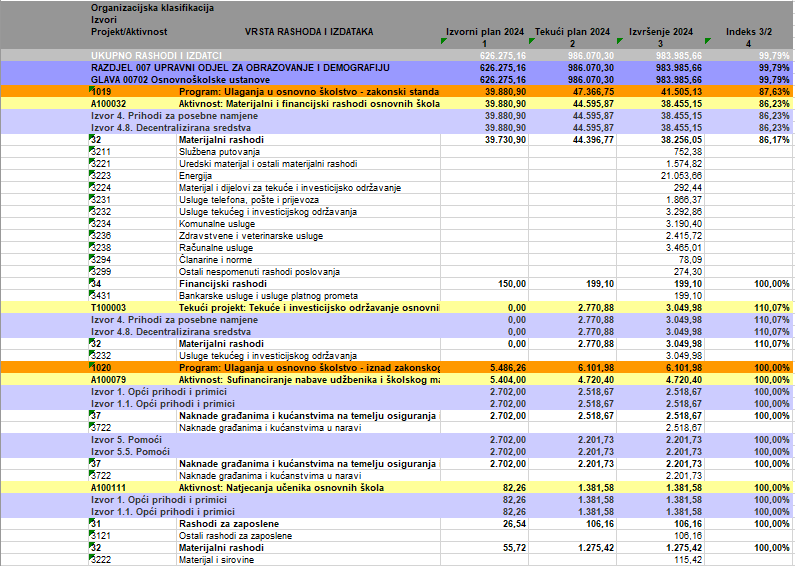 Organizacijska klasifikacija
Izvori
Projekt/Aktivnost VRSTA RASHODA I IZDATAKA Izvorni plan 2024 Tekući plan 2024 Izvršenje 2024 Indeks 3/2
1 2 3 4
UKUPNO RASHODI I IZDATCI 626.275,16 986.070,30 983.985,66 99,79%
RAZDJEL 007 UPRAVNI ODJEL ZA OBRAZOVANJE I DEMOGRAFIJU 626.275,16 986.070,30 983.985,66 99,79%
GLAVA 00702 Osnovnoškolske ustanove 626.275,16 986.070,30 983.985,66 99,79%
1019 Program: Ulaganja u osnovno školstvo - zakonski standa 39.880,90 47.366,75 41.505,13 87,63%
A100032 Aktivnost: Materijalni i financijski rashodi osnovnih škola 39.880,90 44.595,87 38.455,15 86,23%
Izvor 4. Prihodi za posebne namjene 39.880,90 44.595,87 38.455,15 86,23%
Izvor 4.8. Decentralizirana sredstva 39.880,90 44.595,87 38.455,15 86,23%
32 Materijalni rashodi 39.730,90 44.396,77 38.256,05 86,17%
3211 Službena putovanja 752,38
3221 Uredski materijal i ostali materijalni rashodi 1.574,82
3223 Energija 21.053,66
3224 Materijal i dijelovi za tekuće i investicijsko održavanje 292,44
3231 Usluge telefona, pošte i prijevoza 1.866,37
3232 Usluge tekućeg i investicijskog održavanja 3.292,86
3234 Komunalne usluge 3.190,40
3236 Zdravstvene i veterinarske usluge 2.415,72
3238 Računalne usluge 3.465,01
3294 Članarine i norme 78,09
3299 Ostali nespomenuti rashodi poslovanja 274,30
34 Financijski rashodi 150,00 199,10 199,10 100,00%
3431 Bankarske usluge i usluge platnog prometa 199,10
T100003 Tekući projekt: Tekuće i investicijsko održavanje osnovni 0,00 2.770,88 3.049,98 110,07%
Izvor 4. Prihodi za posebne namjene 0,00 2.770,88 3.049,98 110,07%
Izvor 4.8. Decentralizirana sredstva 0,00 2.770,88 3.049,98 110,07%
32 Materijalni rashodi 0,00 2.770,88 3.049,98 110,07%
3232 Usluge tekućeg i investicijskog održavanja 3.049,98
1020 Program: Ulaganja u osnovno školstvo - iznad zakonskog 5.486,26 6.101,98 6.101,98 100,00%
A100079 Aktivnost: Sufinanciranje nabave udžbenika i školskog ma 5.404,00 4.720,40 4.720,40 100,00%
Izvor 1. Opći prihodi i primici 2.702,00 2.518,67 2.518,67 100,00%
Izvor 1.1. Opći prihodi i primici 2.702,00 2.518,67 2.518,67 100,00%
37 Naknade građanima i kućanstvima na temelju osiguranja 2.702,00 2.518,67 2.518,67 100,00%
3722 Naknade građanima i kućanstvima u naravi 2.518,67
Izvor 5. Pomoći 2.702,00 2.201,73 2.201,73 100,00%
Izvor 5.5. Pomoći 2.702,00 2.201,73 2.201,73 100,00%
37 Naknade građanima i kućanstvima na temelju osiguranja 2.702,00 2.201,73 2.201,73 100,00%
3722 Naknade građanima i kućanstvima u naravi 2.201,73
A100111 Aktivnost: Natjecanja učenika osnovnih škola 82,26 1.381,58 1.381,58 100,00%
Izvor 1. Opći prihodi i primici 82,26 1.381,58 1.381,58 100,00%
Izvor 1.1. Opći prihodi i primici 82,26 1.381,58 1.381,58 100,00%
31 Rashodi za zaposlene 26,54 106,16 106,16 100,00%
3121 Ostali rashodi za zaposlene 106,16
32 Materijalni rashodi 55,72 1.275,42 1.275,42 100,00%
3222 Materijal i sirovine 115,42